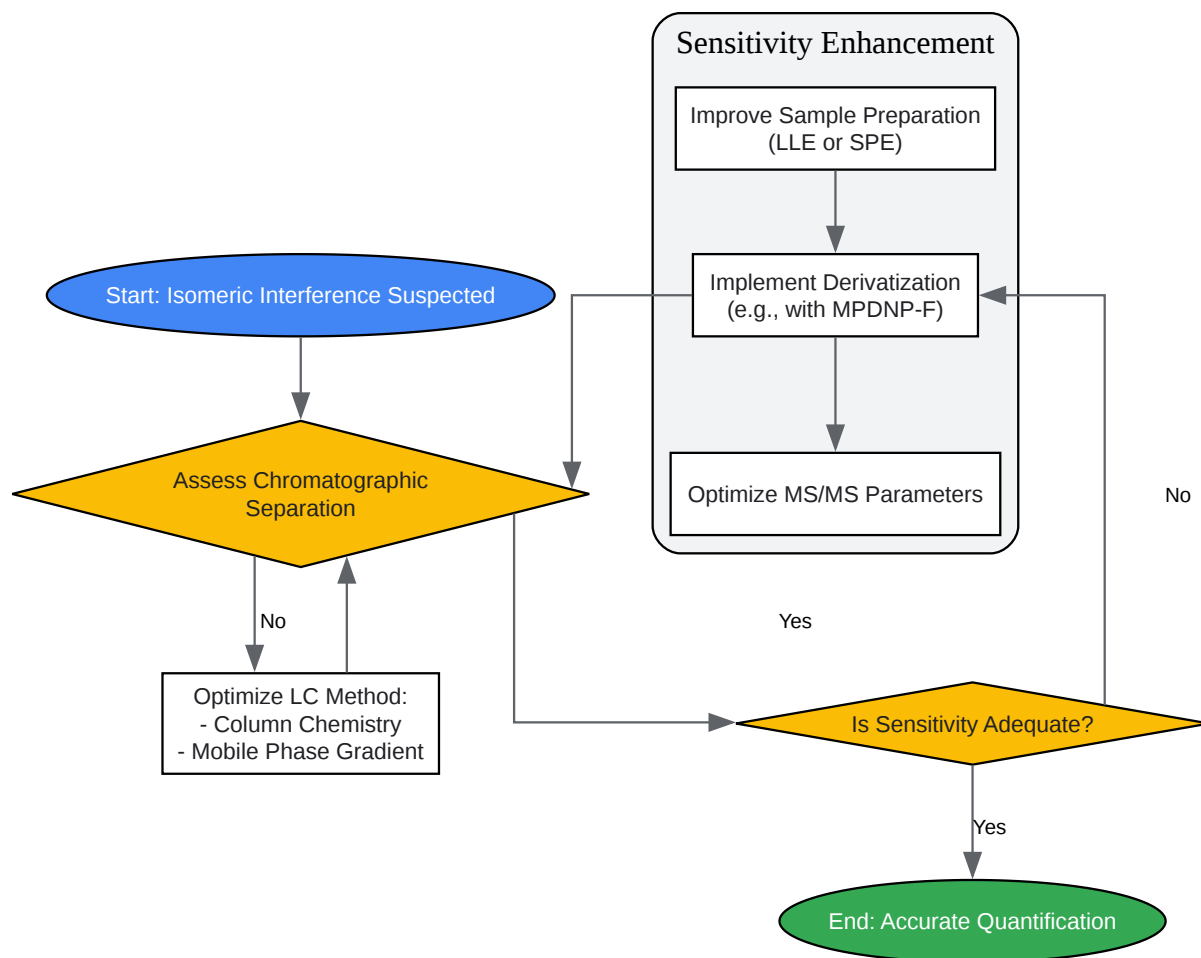 Sensitivity Enhancement
Improve Sample Preparation
(LLE or SPE)
Start: Isomeric Interference Suspected
Implement Derivatization
(e.g., with MPDNP-F)
Assess Chromatographic
Separation
Optimize MS/MS Parameters
No
No
Yes
Optimize LC Method:
- Column Chemistry
- Mobile Phase Gradient
Is Sensitivity Adequate?
Yes
End: Accurate Quantification